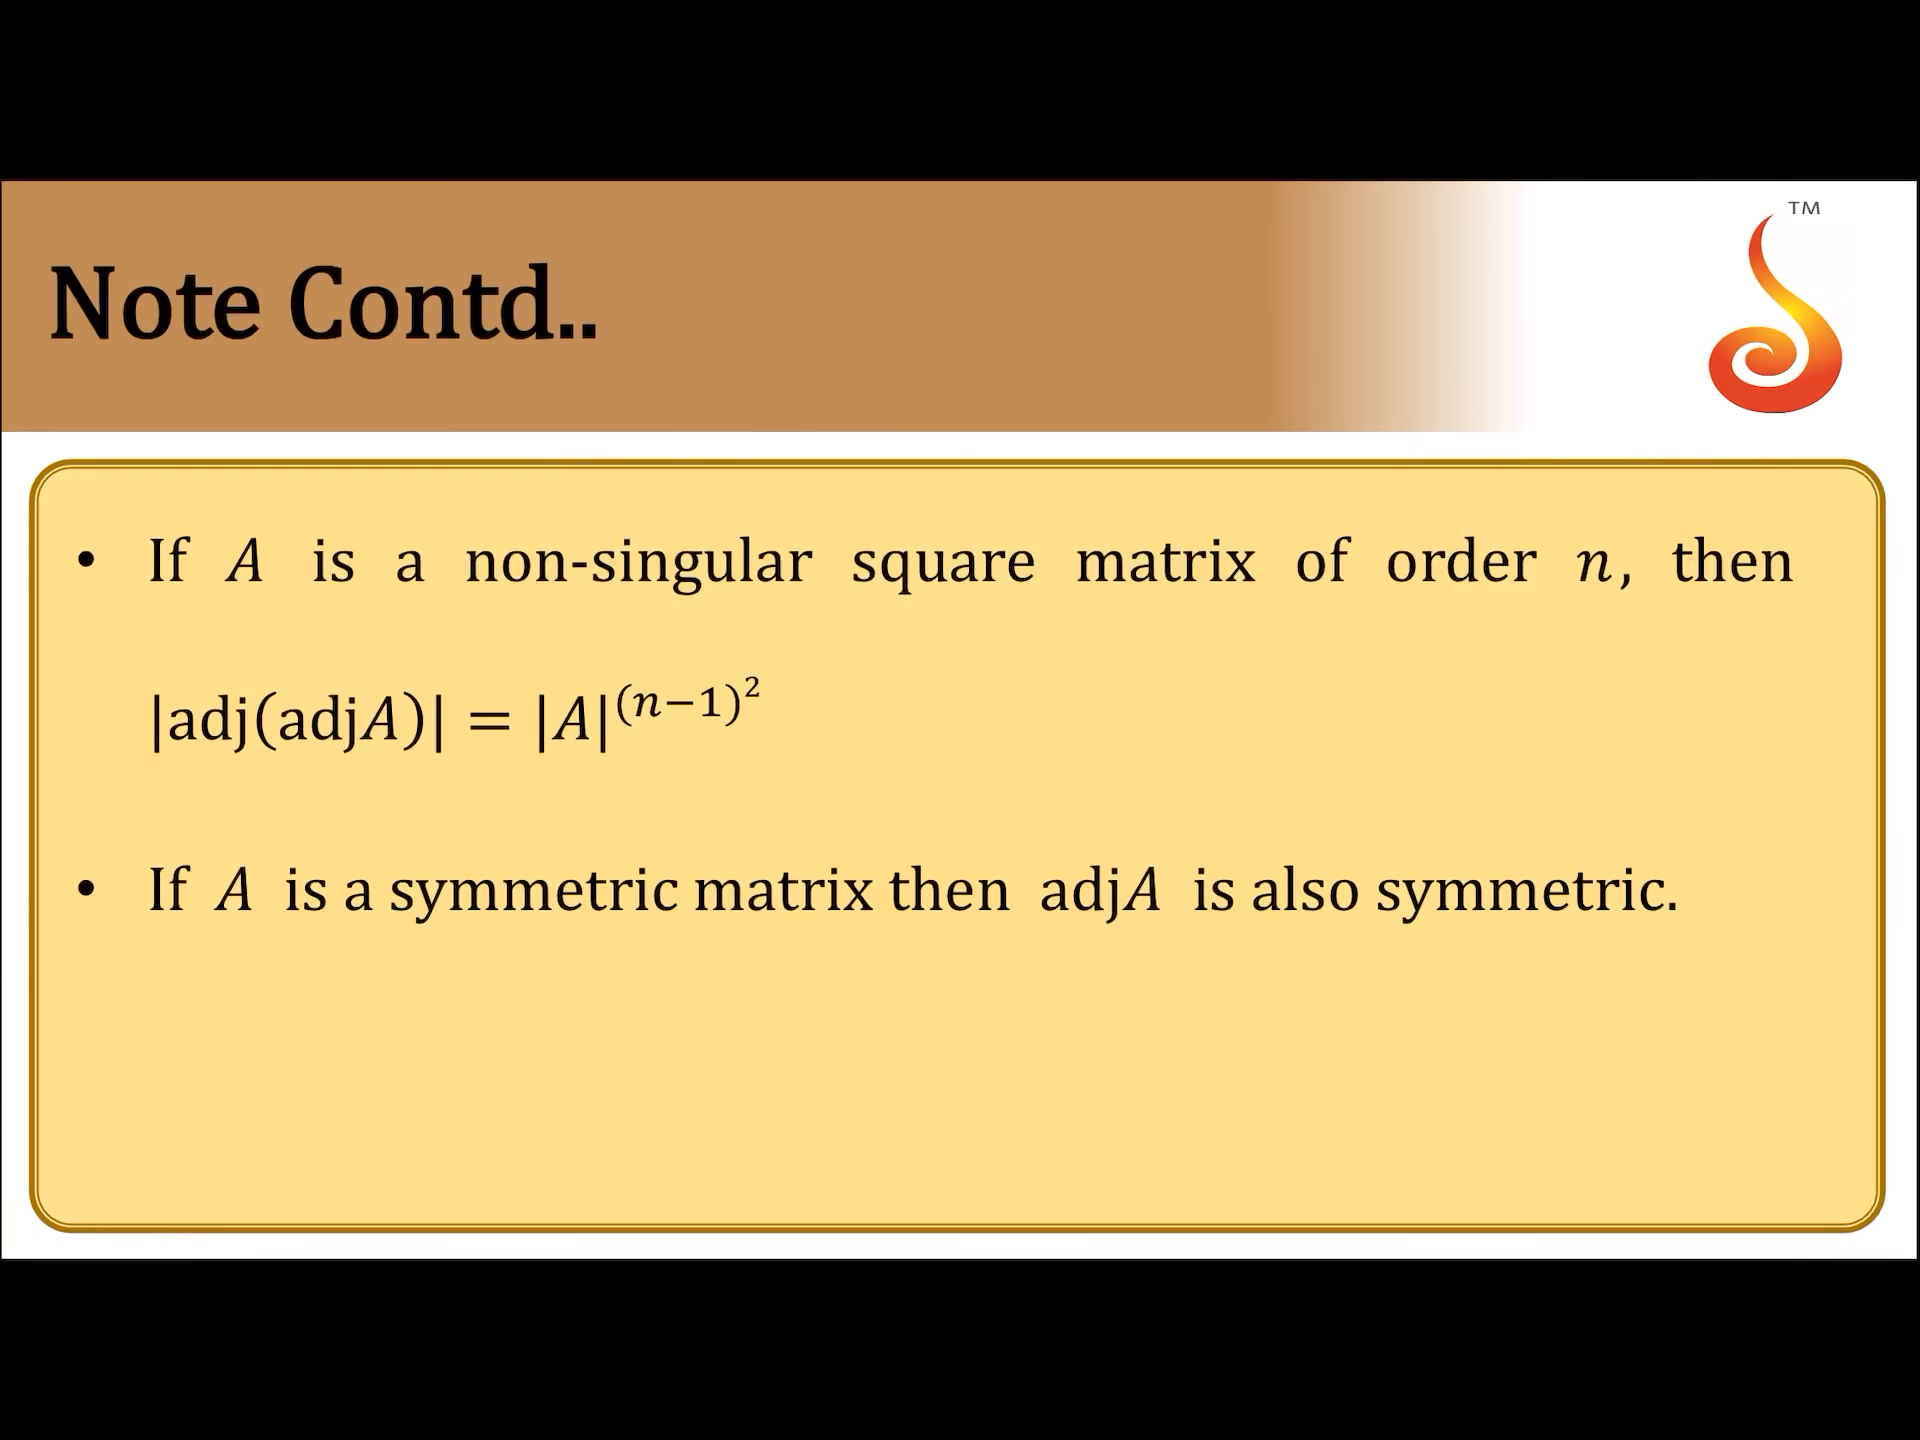 TM
Note Contd..
• If A is a non-singular square matrix of order n, then
|adj(adjA)| = |A|^{(n−1)^2}
• If A is a symmetric matrix then adjA is also symmetric.